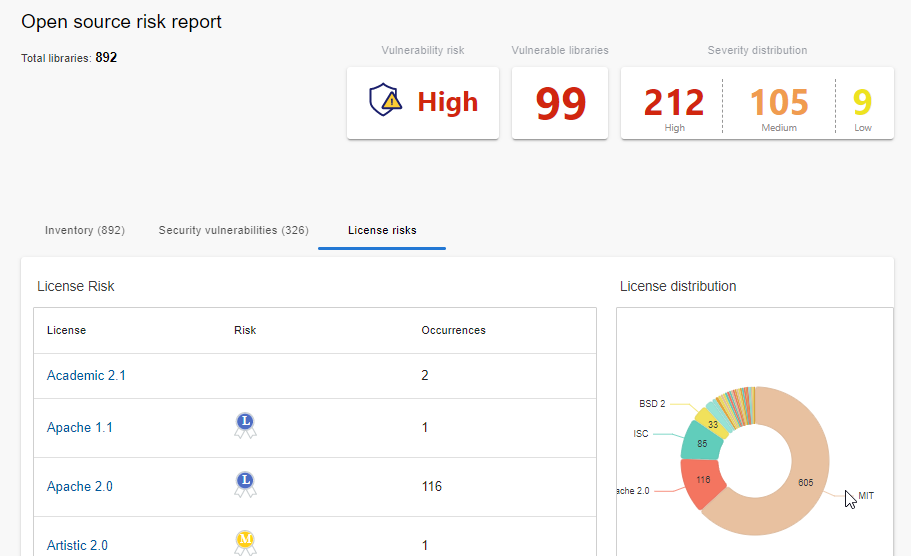 Open source risk report
Total libraries: 892
Vulnerability risk
High
Vulnerable libraries
99
Severity distribution
212
High
105
Medium
9
Low
Inventory (892)
Security vulnerabilities (326)
License risks
License Risk
License Risk Occurrences
Academic 2.1 2
Apache 1.1 L 1
Apache 2.0 L 116
Artistic 2.0 M 1
License distribution
BSD 2
33
ISC
85
ache 2.0
116
605
MIT